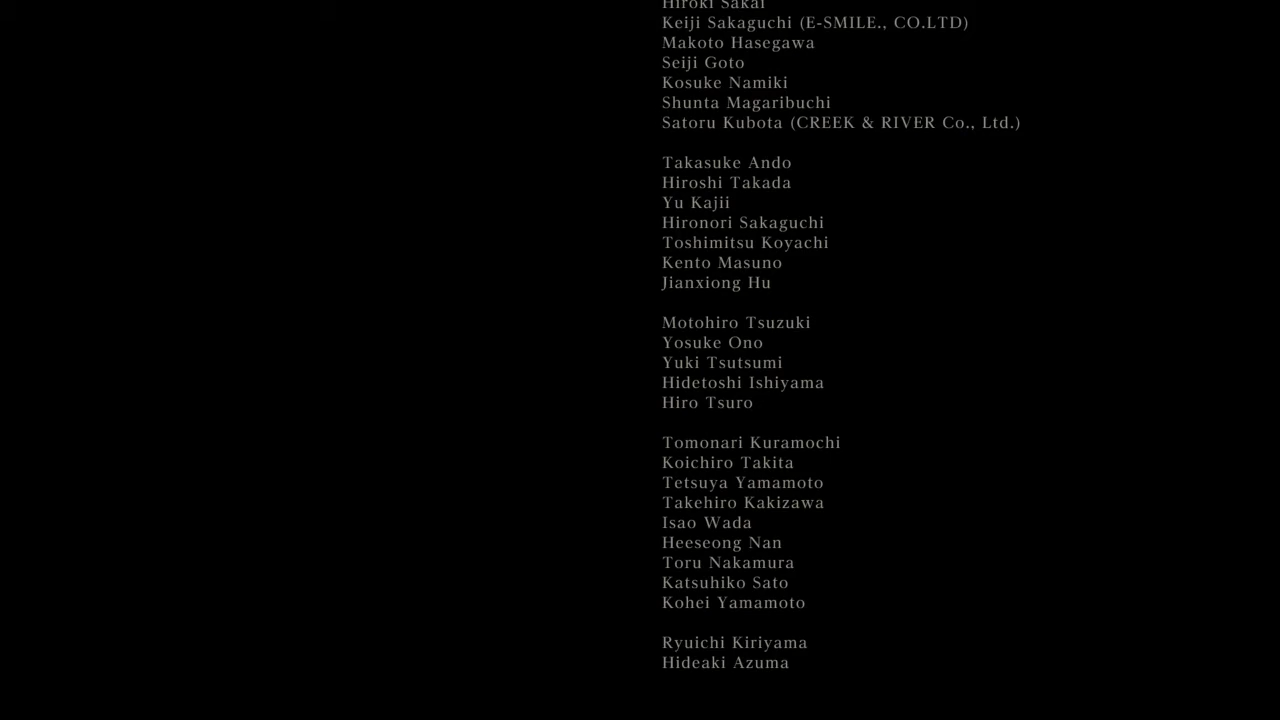 Hiroki Sakai
Keiji Sakaguchi (E-SMILE., CO.LTD)
Makoto Hasegawa
Seiji Goto
Kosuke Namiki
Shunta Magaribuchi
Satoru Kubota (CREEK & RIVER Co., Ltd.)
Takasuke Ando
Hiroshi Takada
Yu Kajii
Hironori Sakaguchi
Toshimitsu Koyachi
Kento Masuno
Jianxiong Hu
Motohiro Tsuzuki
Yosuke Ono
Yuki Tsutsumi
Hidetoshi Ishiyama
Hiro Tsuro
Tomonari Kuramochi
Koichiro Takita
Tetsuya Yamamoto
Takehiro Kakizawa
Isao Wada
Heeseong Nan
Toru Nakamura
Katsuhiko Sato
Kohei Yamamoto
Ryuichi Kiriyama
Hideaki Azuma